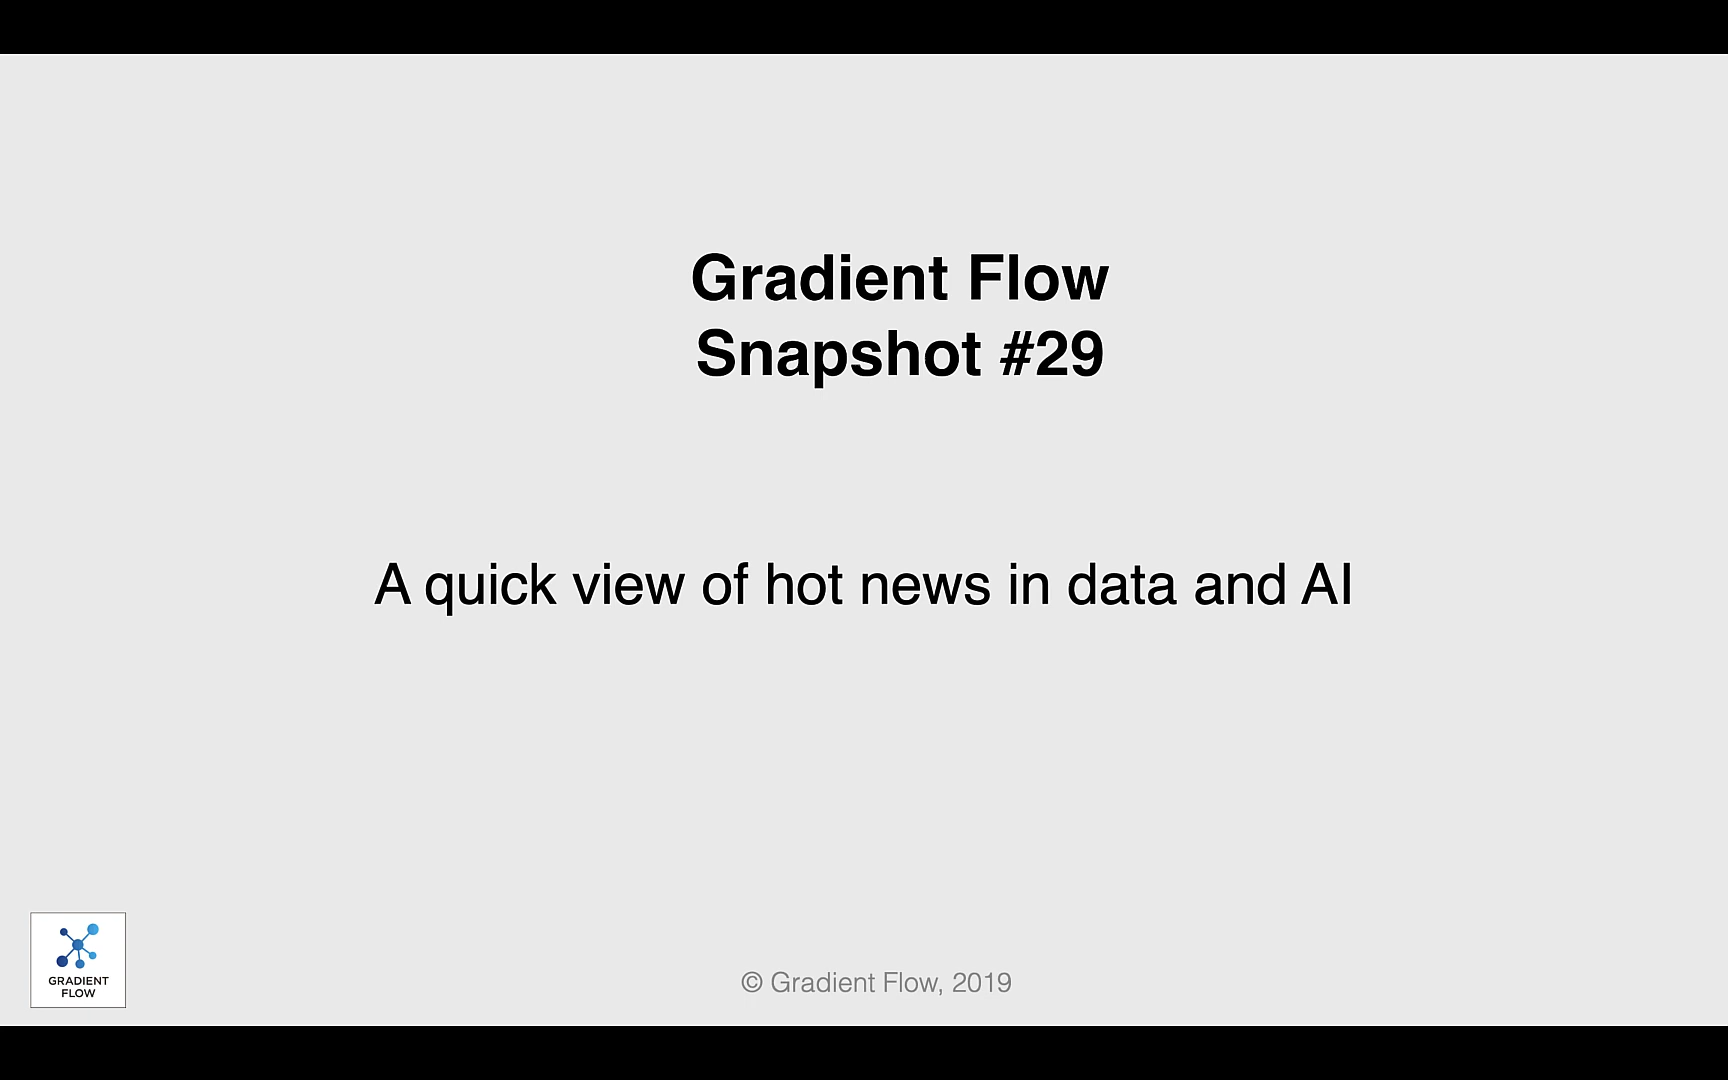 Gradient Flow
Snapshot #29
A quick view of hot news in data and AI
GRADIENT
FLOW
© Gradient Flow, 2019